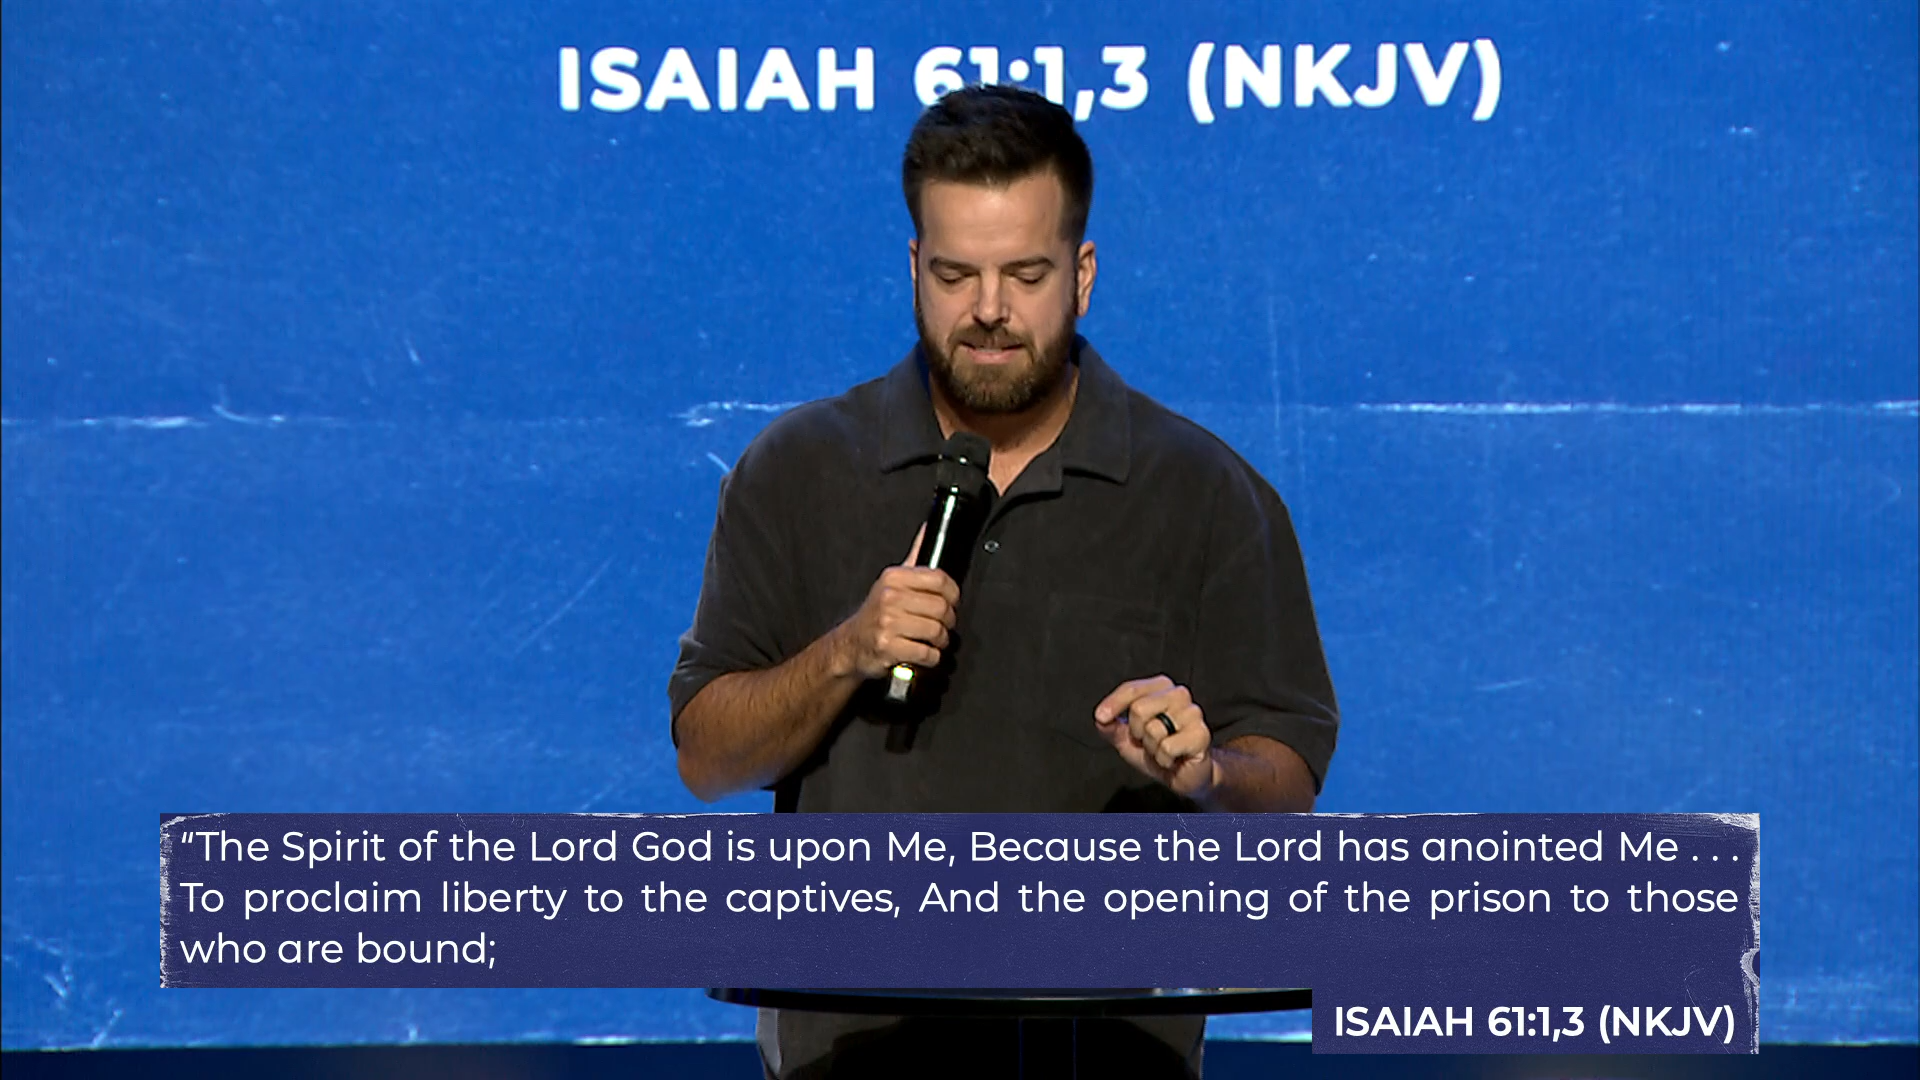 ISAIAH 61:1,3 (NKJV)
“The Spirit of the Lord God is upon Me, Because the Lord has anointed Me . . .
To proclaim liberty to the captives, And the opening of the prison to those
who are bound;
ISAIAH 61:1,3 (NKJV)